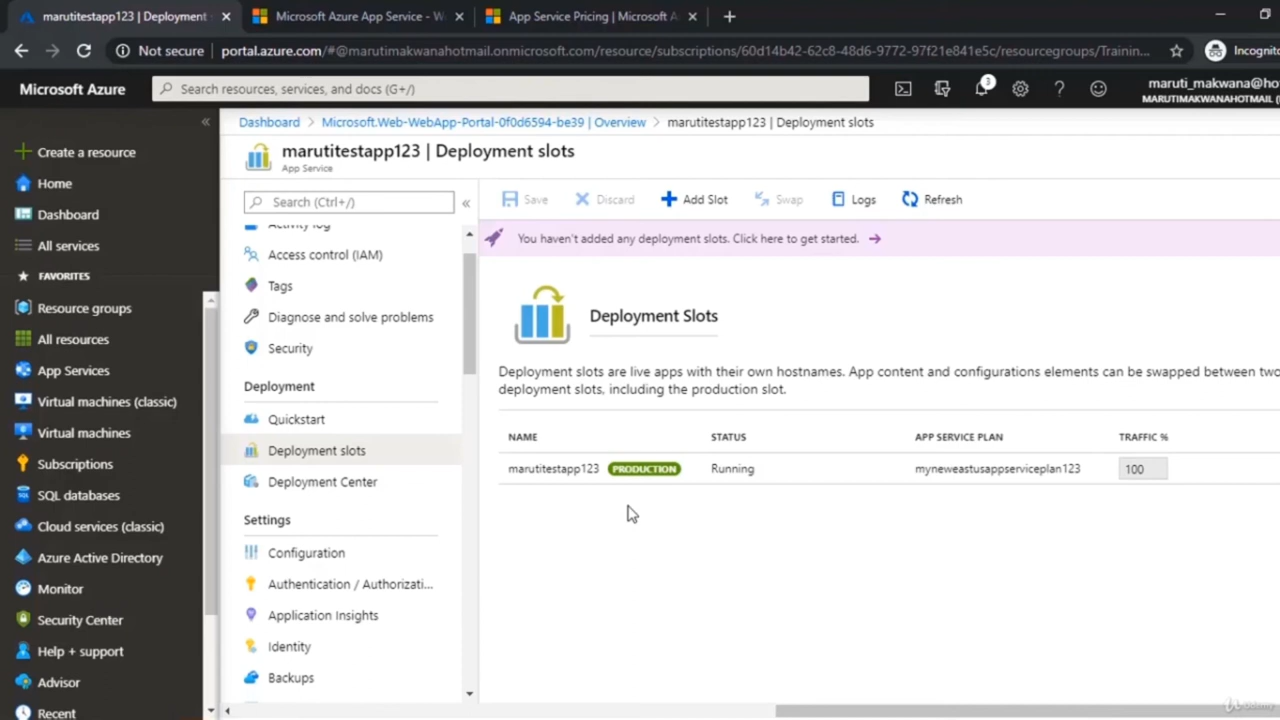 marutitestapp123 | Deployment
Microsoft Azure App Service - W
App Service Pricing | Microsoft A
Not secure
portal.azure.com/#@marutimakwanahotmail.onmicrosoft.com/resource/subscriptions/60d14b42-62c8-48d6-9772-97f21e841e5c/resourcegroups/Trainin...
Incognito
Microsoft Azure
Search resources, services, and docs (G+/)
3
maruti_makwana@ho
MARUTIMAKWANAHOTMAIL (
Dashboard > Microsoft.Web-WebApp-Portal-0f0d6594-be39 | Overview > marutitestapp123 | Deployment slots
marutitestapp123 | Deployment slots
App Service
Create a resource
Home
Dashboard
All services
FAVORITES
Resource groups
All resources
App Services
Virtual machines (classic)
Virtual machines
Subscriptions
SQL databases
Cloud services (classic)
Azure Active Directory
Monitor
Security Center
Help + support
Advisor
Recent
Search (Ctrl+/)
Activity log
Access control (IAM)
Tags
Diagnose and solve problems
Security
Deployment
Quickstart
Deployment slots
Deployment Center
Settings
Configuration
Authentication / Authorizati...
Application Insights
Identity
Backups
Save
Discard
Add Slot
Swap
Logs
Refresh
You haven't added any deployment slots. Click here to get started.
Deployment Slots
Deployment slots are live apps with their own hostnames. App content and configurations elements can be swapped between two
deployment slots, including the production slot.
NAME STATUS APP SERVICE PLAN TRAFFIC %
marutitestapp123 PRODUCTION Running myneweastusappserviceplan123 100
Udemy